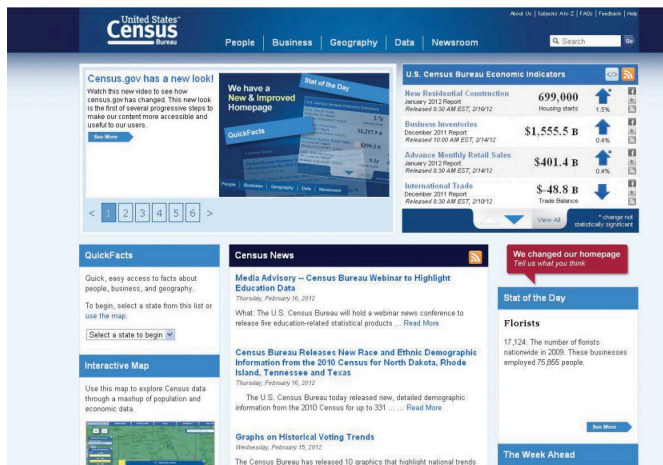 About Us | Subjects A to Z | FAQs | Feedback | Help
United States™
Census
Bureau
People | Business | Geography | Data | Newsroom
Search
Go
Census.gov has a new look!
Watch this new video to see how
census.gov has changed. This new look
is the first of several progressive steps to
make our content more accessible and
useful to our users.
See More
We have a
New & Improved
Homepage
Stat of the Day
QuickFacts
People | Business | Geography | Data | Newsroom
< 1 2 3 4 5 6 >
U.S. Census Bureau Economic Indicators
New Residential Construction
January 2012 Report
Released 8:30 AM EST, 2/16/12
699,000
Housing starts
*
1.5%
Business Inventories
December 2011 Report
Released 10:00 AM EST, 2/14/12
$1,555.5 B
0.4%
Advance Monthly Retail Sales
January 2012 Report
Released 8:30 AM EST, 2/14/12
$401.4 B
*
0.4%
International Trade
December 2011 Report
Released 8:30 AM EST, 2/10/12
$-48.8 B
Trade Balance
View All
* change not
statistically significant
QuickFacts
Quick, easy access to facts about
people, business, and geography.
To begin, select a state from this list or
use the map.
Select a state to begin
Interactive Map
Use this map to explore Census data
through a mashup of population and
economic data.
Census News
Media Advisory -- Census Bureau Webinar to Highlight
Education Data
Thursday, February 16, 2012
What: The U.S. Census Bureau will hold a webinar news conference to
release five education-related statistical products ... Read More
Census Bureau Releases New Race and Ethnic Demographic
Information from the 2010 Census for North Dakota, Rhode
Island, Tennessee and Texas
Thursday, February 16, 2012
The U.S. Census Bureau today released new, detailed demographic
information from the 2010 Census for up to 331 ... ... Read More
Graphs on Historical Voting Trends
Wednesday, February 15, 2012
The Census Bureau has released 10 graphics that highlight national trends
We changed our homepage
Tell us what you think
Stat of the Day
Florists
17,124: The number of florists
nationwide in 2009. These businesses
employed 75,855 people.
See More
The Week Ahead